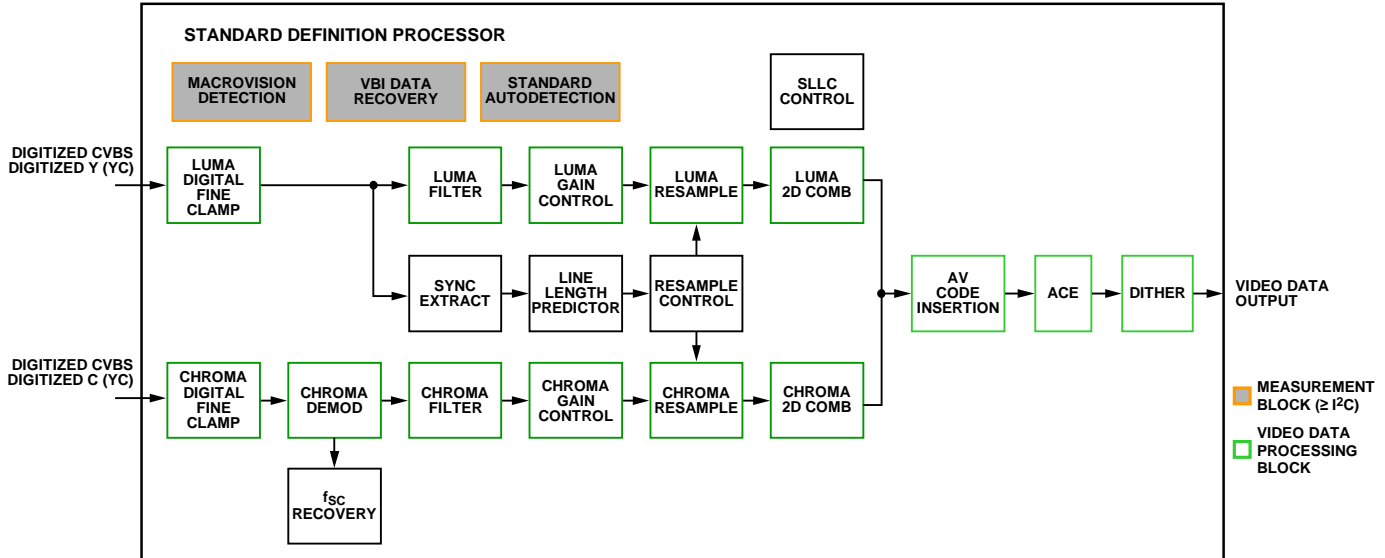 STANDARD DEFINITION PROCESSOR
MACROVISION
DETECTION
VBI DATA
RECOVERY
STANDARD
AUTODETECTION
SLLC
CONTROL
DIGITIZED CVBS
DIGITIZED Y (YC)
LUMA
DIGITAL
FINE
CLAMP
LUMA
FILTER
LUMA
GAIN
CONTROL
LUMA
RESAMPLE
LUMA
2D COMB
SYNC
EXTRACT
LINE
LENGTH
PREDICTOR
RESAMPLE
CONTROL
AV
CODE
INSERTION
ACE
DITHER
VIDEO DATA
OUTPUT
DIGITIZED CVBS
DIGITIZED C (YC)
CHROMA
DIGITAL
FINE
CLAMP
CHROMA
DEMOD
CHROMA
FILTER
CHROMA
GAIN
CONTROL
CHROMA
RESAMPLE
CHROMA
2D COMB
fSC
RECOVERY
MEASUREMENT
BLOCK (≥ I²C)
VIDEO DATA
PROCESSING
BLOCK